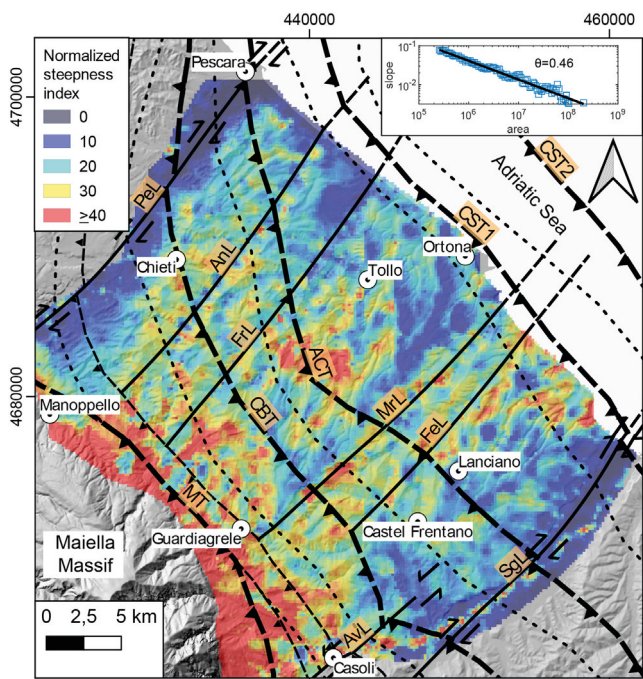 440000
460000
4700000
4680000
Normalized
steepness
index
0
10
20
30
≥40
Pescara
10⁻¹
10⁻²
slope
θ=0.46
10⁵
10⁶
10⁷
10⁸
10⁹
area
CST2
Adriatic Sea
CST1
PeL
Ortona
Chieti
AnL
Tollo
FrL
ACT
MrL
CBT
FeL
Manoppello
MT
Lanciano
Guardiagrele
Castel Frentano
Maiella
Massif
SgL
0 2,5 5 km
AvL
Casoli